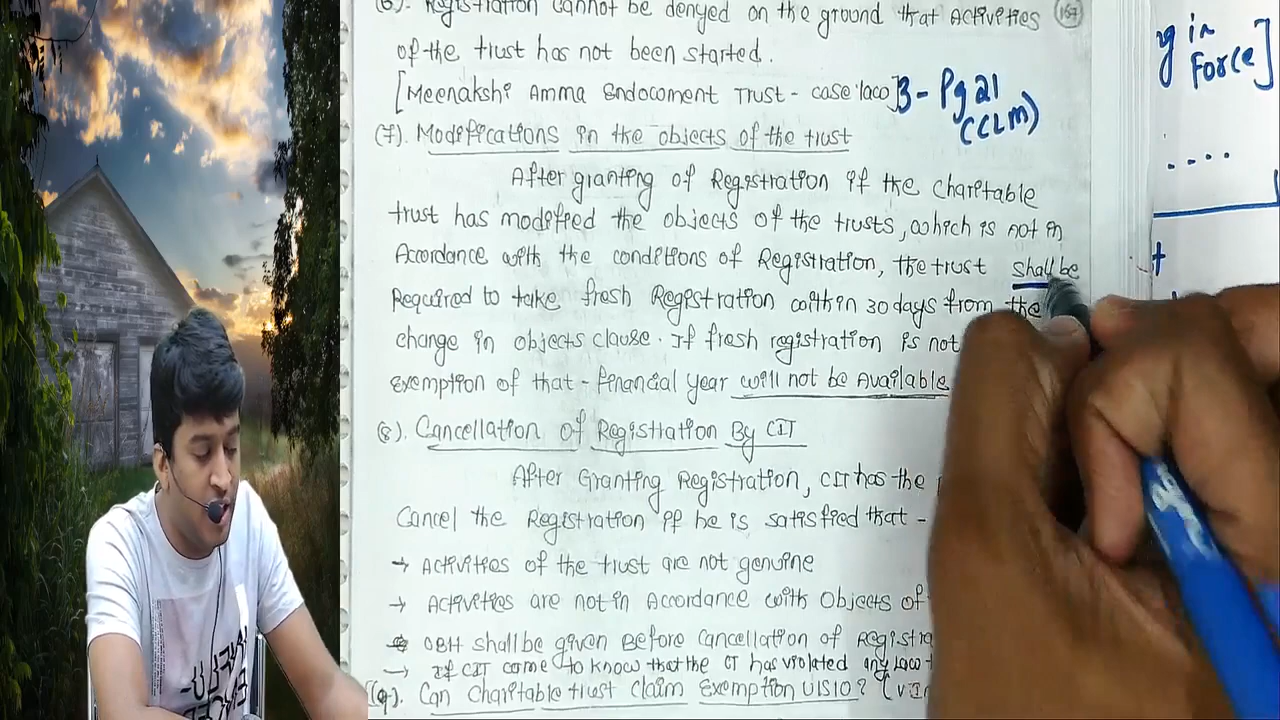 (6). Registration cannot be denyed on the ground that Activities
167
of the trust has not been started.
[Meenakshi Amma Endocoment Trust - case laco]
3 - Pg 21
(CLM)
(7). Modifications in the objects of the trust
After granting of Registration if the charitable
trust has modified the objects of the trusts, which is not in
Accordance with the conditions of Registration, the trust shall be
Required to take fresh Registration within 30 days from the
change in objects clause. If fresh registration is not
exemption of that - financial year will not be Available
(8). Cancellation of Registration By CIT
After Granting Registration, CIT has the
Cancel the Registration if he is satisfied that -
→ Activities of the trust are not genuine
→ Activities are not in Accordance with Objects of
OBH shall be given Before cancellation of Registra
→ If CIT come to know that the CT has violated any law
(9). Can Charitable trust Claim Exemption U/S 10?
in
Force]
....
+